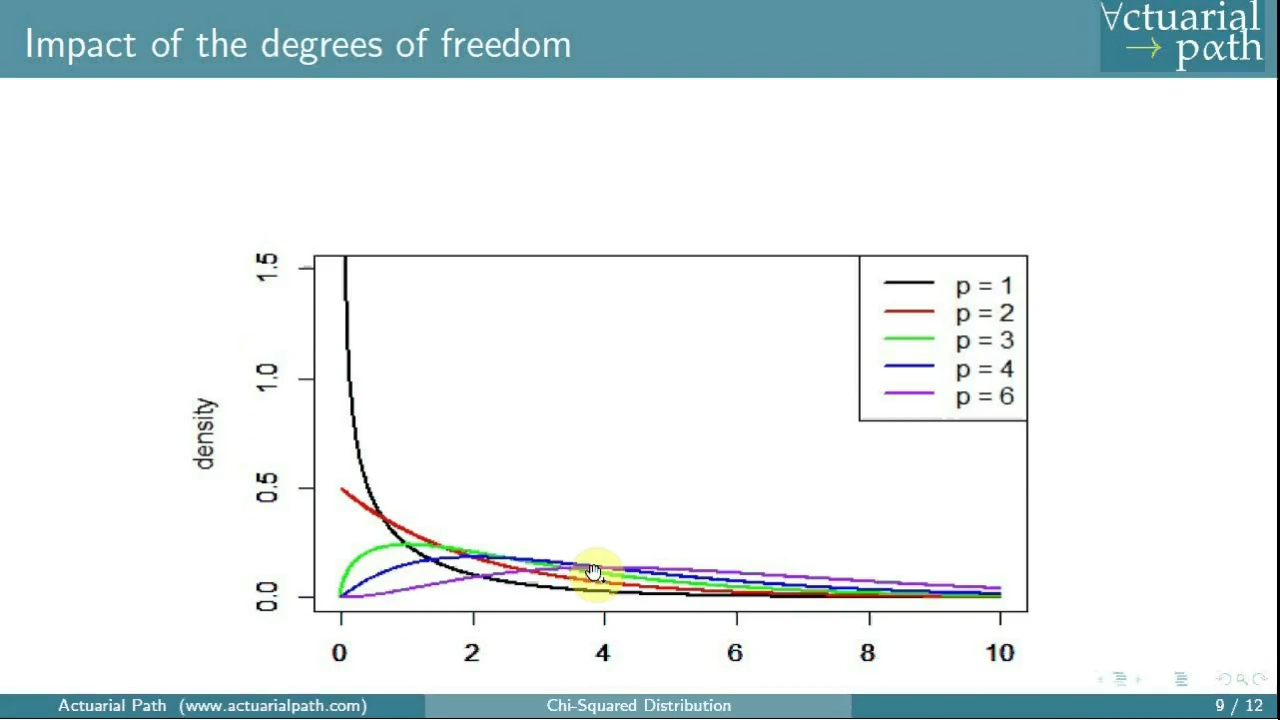 Impact of the degrees of freedom
∀ctuarial
→ pαth
1.5
1.0
0.5
0.0
density
p = 1
p = 2
p = 3
p = 4
p = 6
0 2 4 6 8 10
Actuarial Path (www.actuarialpath.com) Chi-Squared Distribution 9 / 12